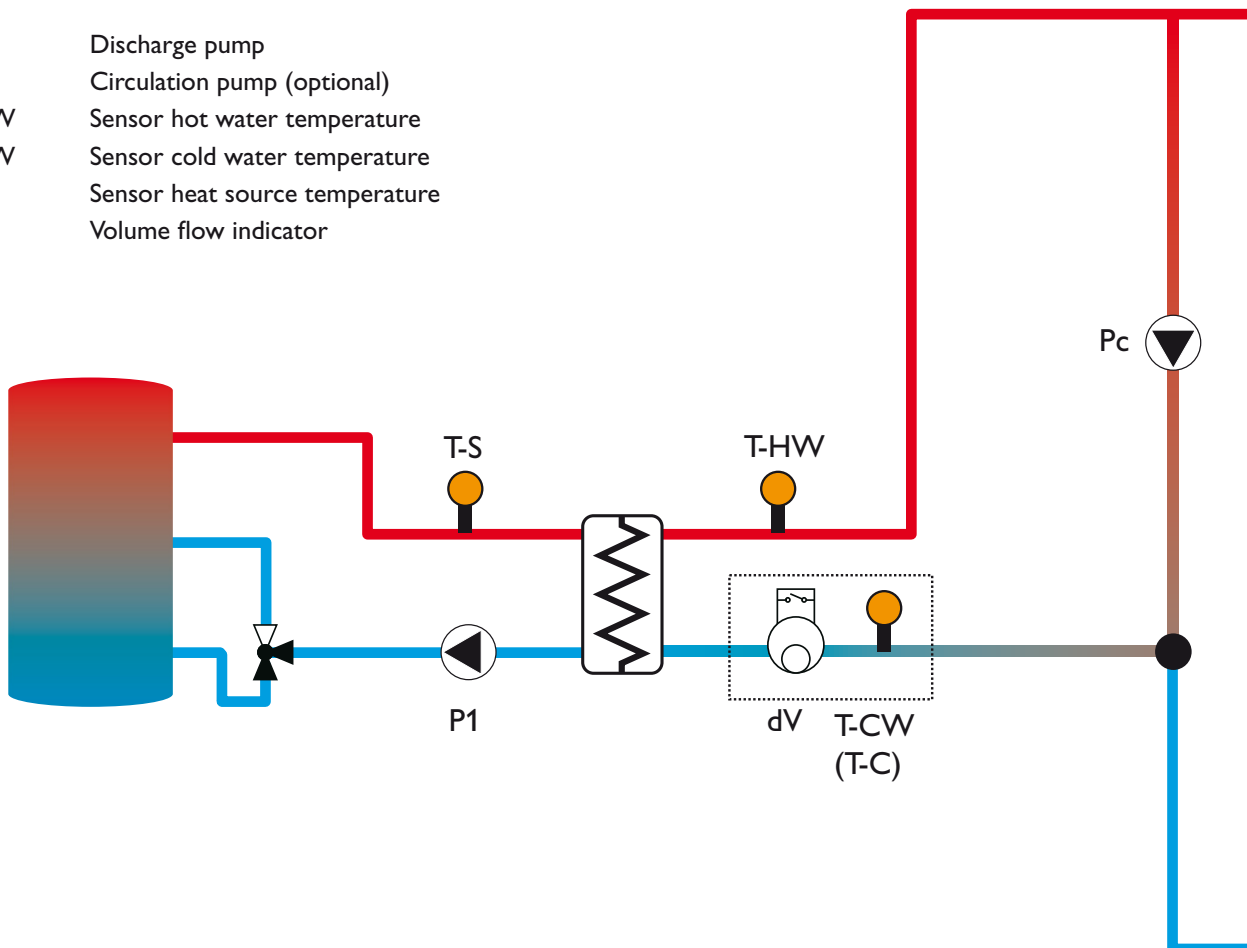 Discharge pump
Circulation pump (optional)
W Sensor hot water temperature
W Sensor cold water temperature
Sensor heat source temperature
Volume flow indicator
Pc
T-S
T-HW
P1
dV
T-CW
(T-C)